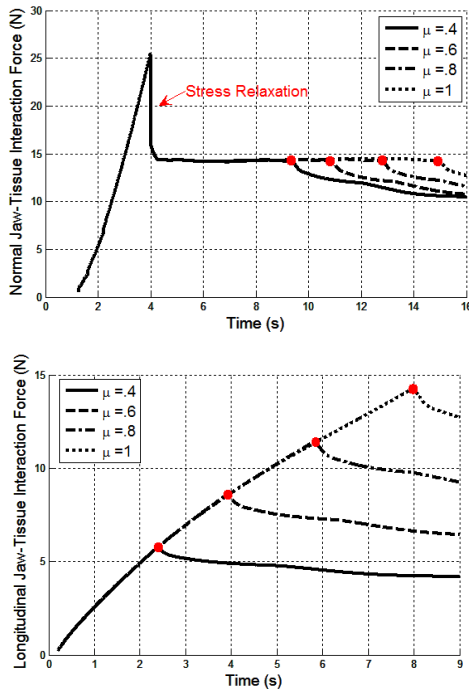 Normal Jaw-Tissue Interaction Force (N)
30
25
20
15
10
5
0
μ =.4
μ =.6
μ =.8
μ =1
Stress Relaxation
0 2 4 6 8 10 12 14 16
Time (s)
Longitudinal Jaw-Tissue Interaction Force (N)
15
10
5
0
μ =.4
μ =.6
μ =.8
μ =1
0 1 2 3 4 5 6 7 8 9
Time (s)